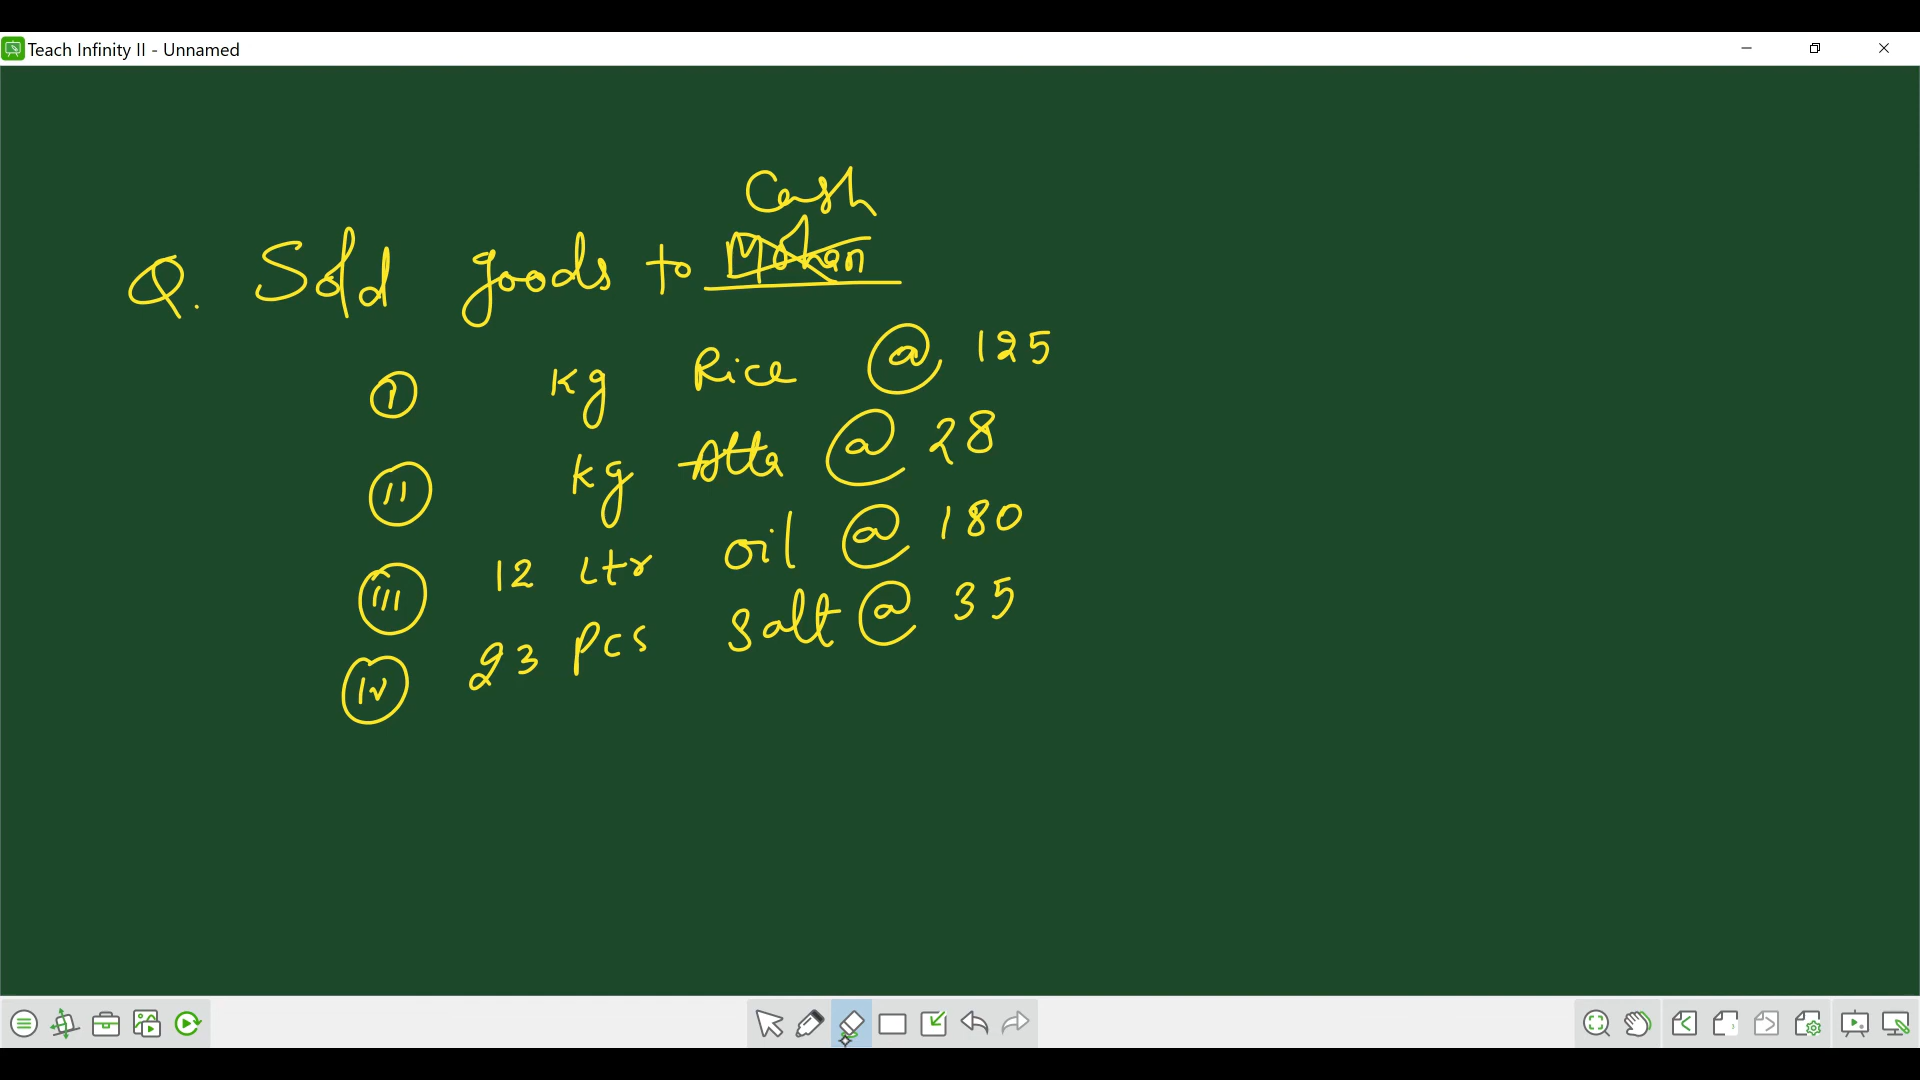 Teach Infinity II - Unnamed
Cash
Q. Sold goods to Mohan
I kg Rice @ 125
II kg Atta @ 28
III 12 Ltr oil @ 180
IV 23 Pcs Salt @ 35